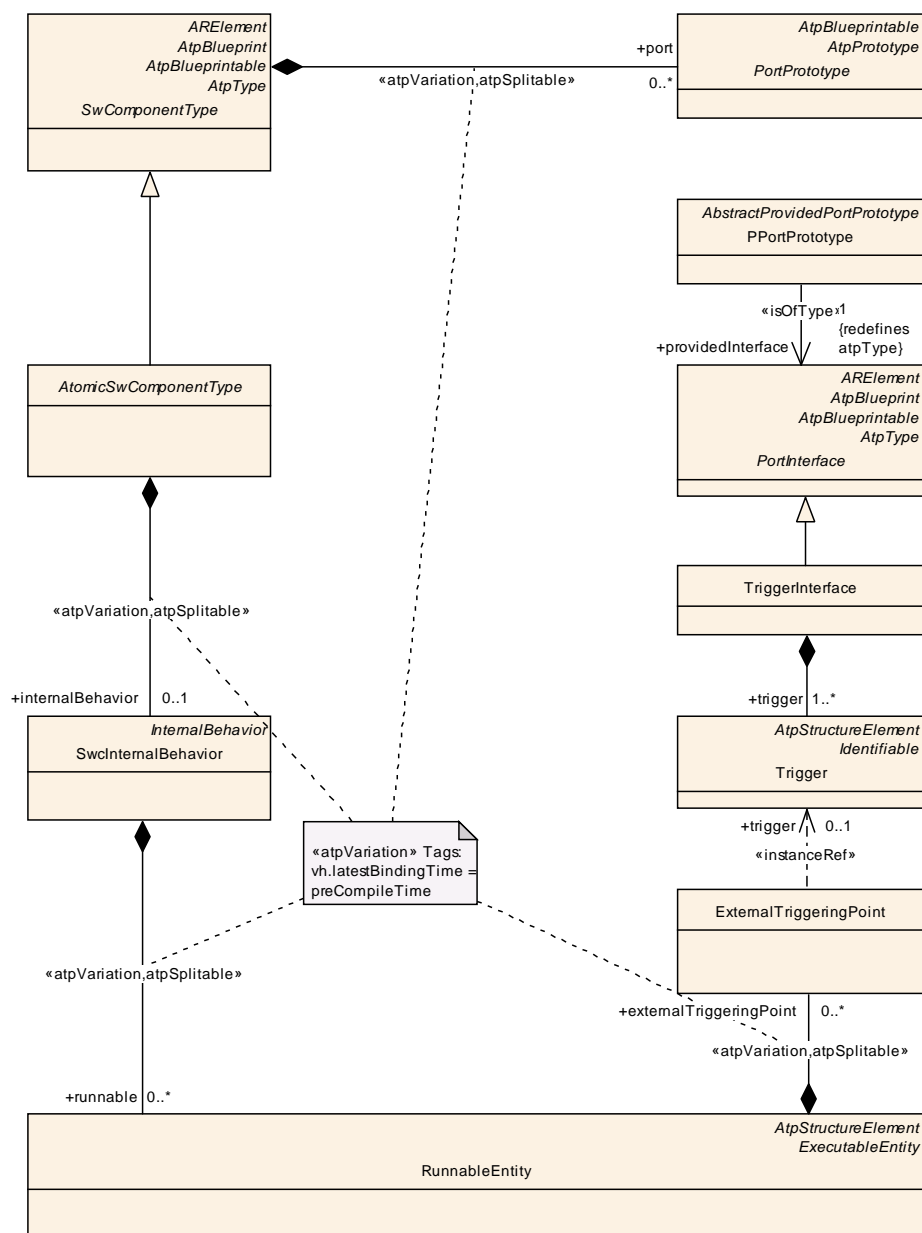 ARElement
AtpBlueprint
AtpBlueprintable
AtpType
SwComponentType
+port
«atpVariation,atpSplitable»
0..*
AtpBlueprintable
AtpPrototype
PortPrototype
AbstractProvidedPortPrototype
PPortPrototype
«isOfType»
1
{redefines
atpType}
+providedInterface
AtomicSwComponentType
ARElement
AtpBlueprint
AtpBlueprintable
AtpType
PortInterface
TriggerInterface
«atpVariation,atpSplitable»
+internalBehavior
0..1
+trigger
1..*
InternalBehavior
SwcInternalBehavior
AtpStructureElement
Identifiable
Trigger
+trigger
0..1
«instanceRef»
«atpVariation» Tags:
vh.latestBindingTime =
preCompileTime
ExternalTriggeringPoint
«atpVariation,atpSplitable»
+externalTriggeringPoint
0..*
«atpVariation,atpSplitable»
+runnable
0..*
AtpStructureElement
ExecutableEntity
RunnableEntity